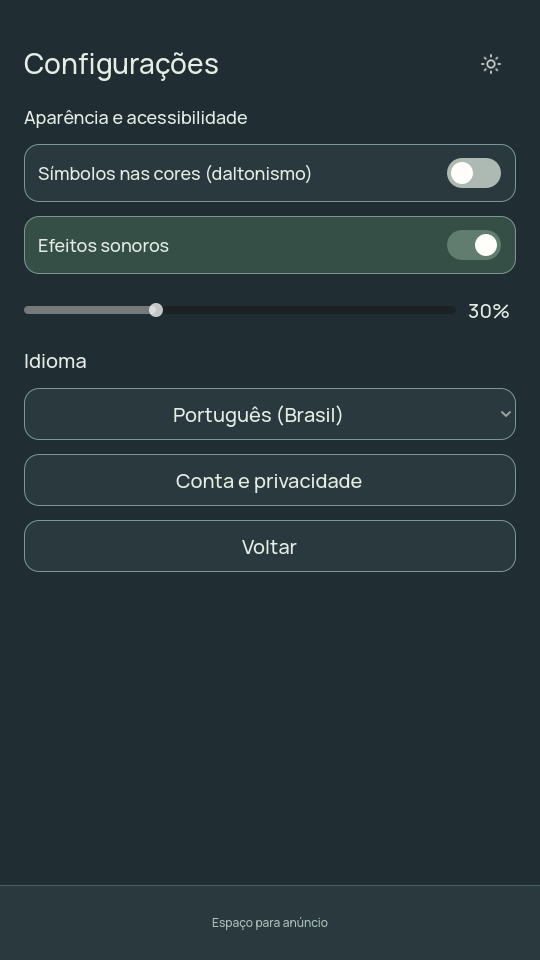 Configurações
Aparência e acessibilidade
Símbolos nas cores (daltonismo)
Efeitos sonoros
30%
Idioma
Português (Brasil)
Conta e privacidade
Voltar
Espaço para anúncio